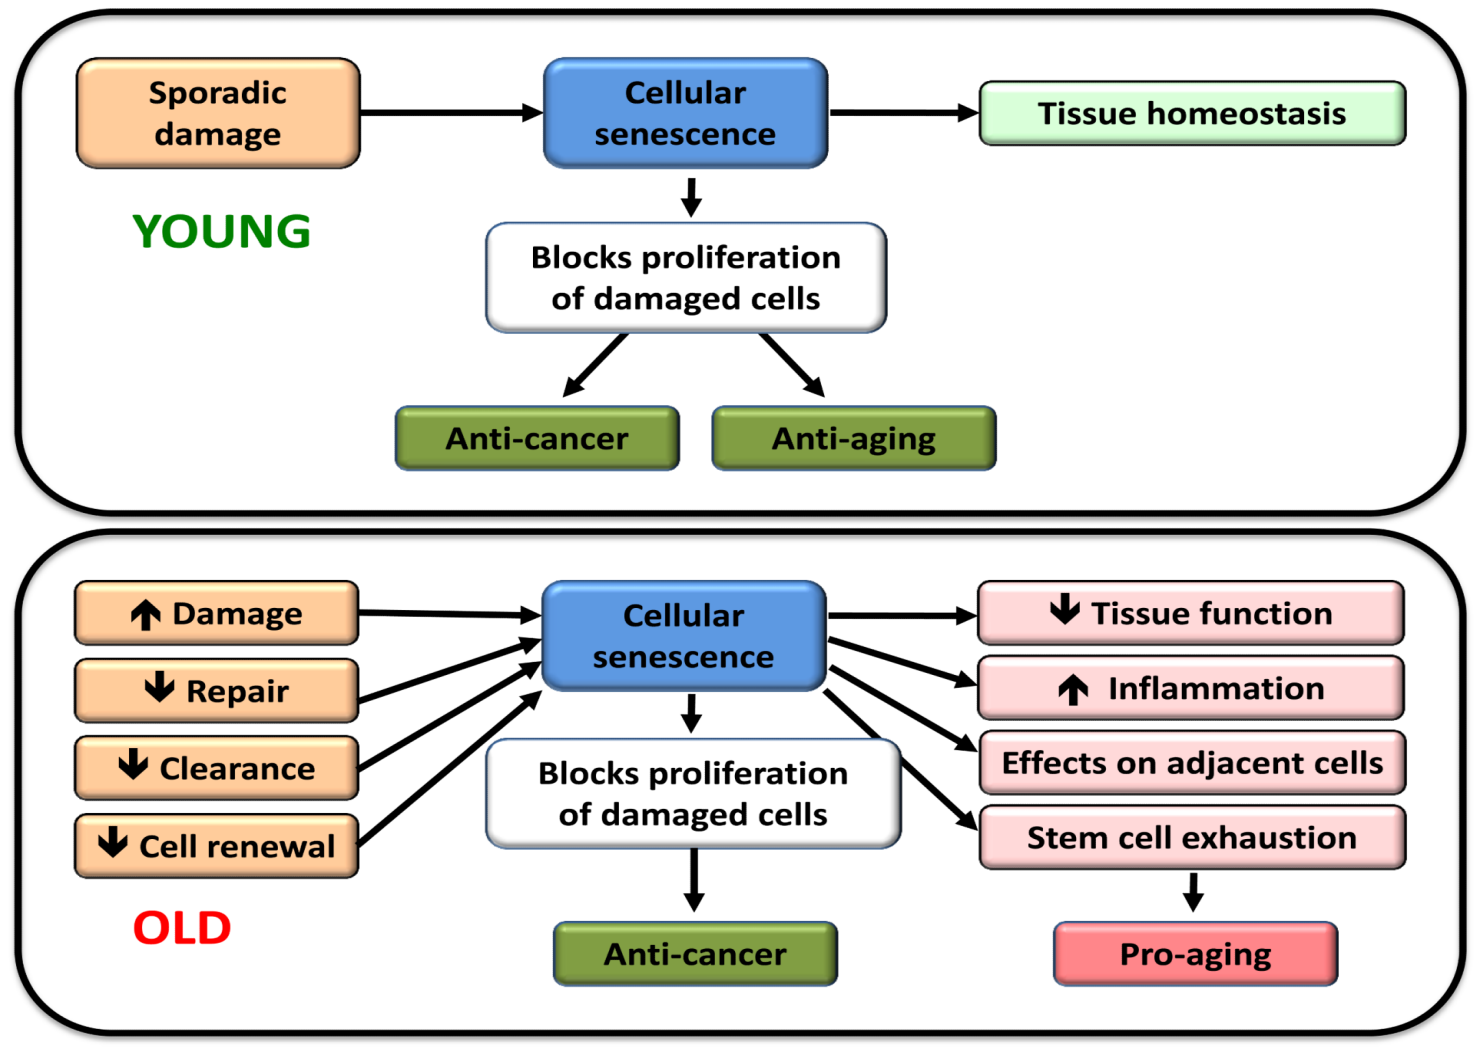 Sporadic
damage
Cellular
senescence
Tissue homeostasis
YOUNG
Blocks proliferation
of damaged cells
Anti-cancer
Anti-aging
↑ Damage
↓ Repair
↓ Clearance
↓ Cell renewal
OLD
Cellular
senescence
Blocks proliferation
of damaged cells
Anti-cancer
↓ Tissue function
↑ Inflammation
Effects on adjacent cells
Stem cell exhaustion
Pro-aging